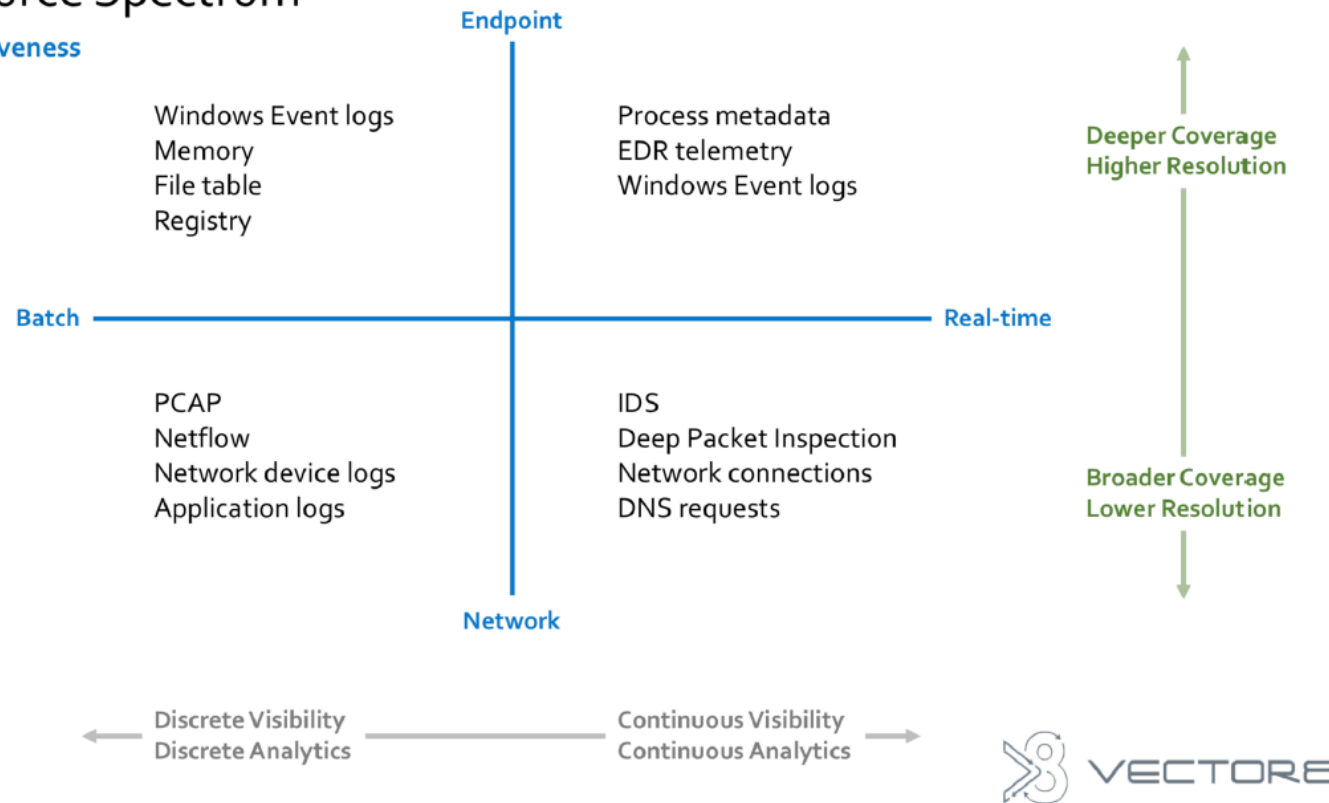 Spectrum
Endpoint
Windows Event logs
Memory
File table
Registry
Process metadata
EDR telemetry
Windows Event logs
Deeper Coverage
Higher Resolution
Batch
Real-time
PCAP
Netflow
Network device logs
Application logs
IDS
Deep Packet Inspection
Network connections
DNS requests
Broader Coverage
Lower Resolution
Network
Discrete Visibility
Discrete Analytics
Continuous Visibility
Continuous Analytics
VECTOR8